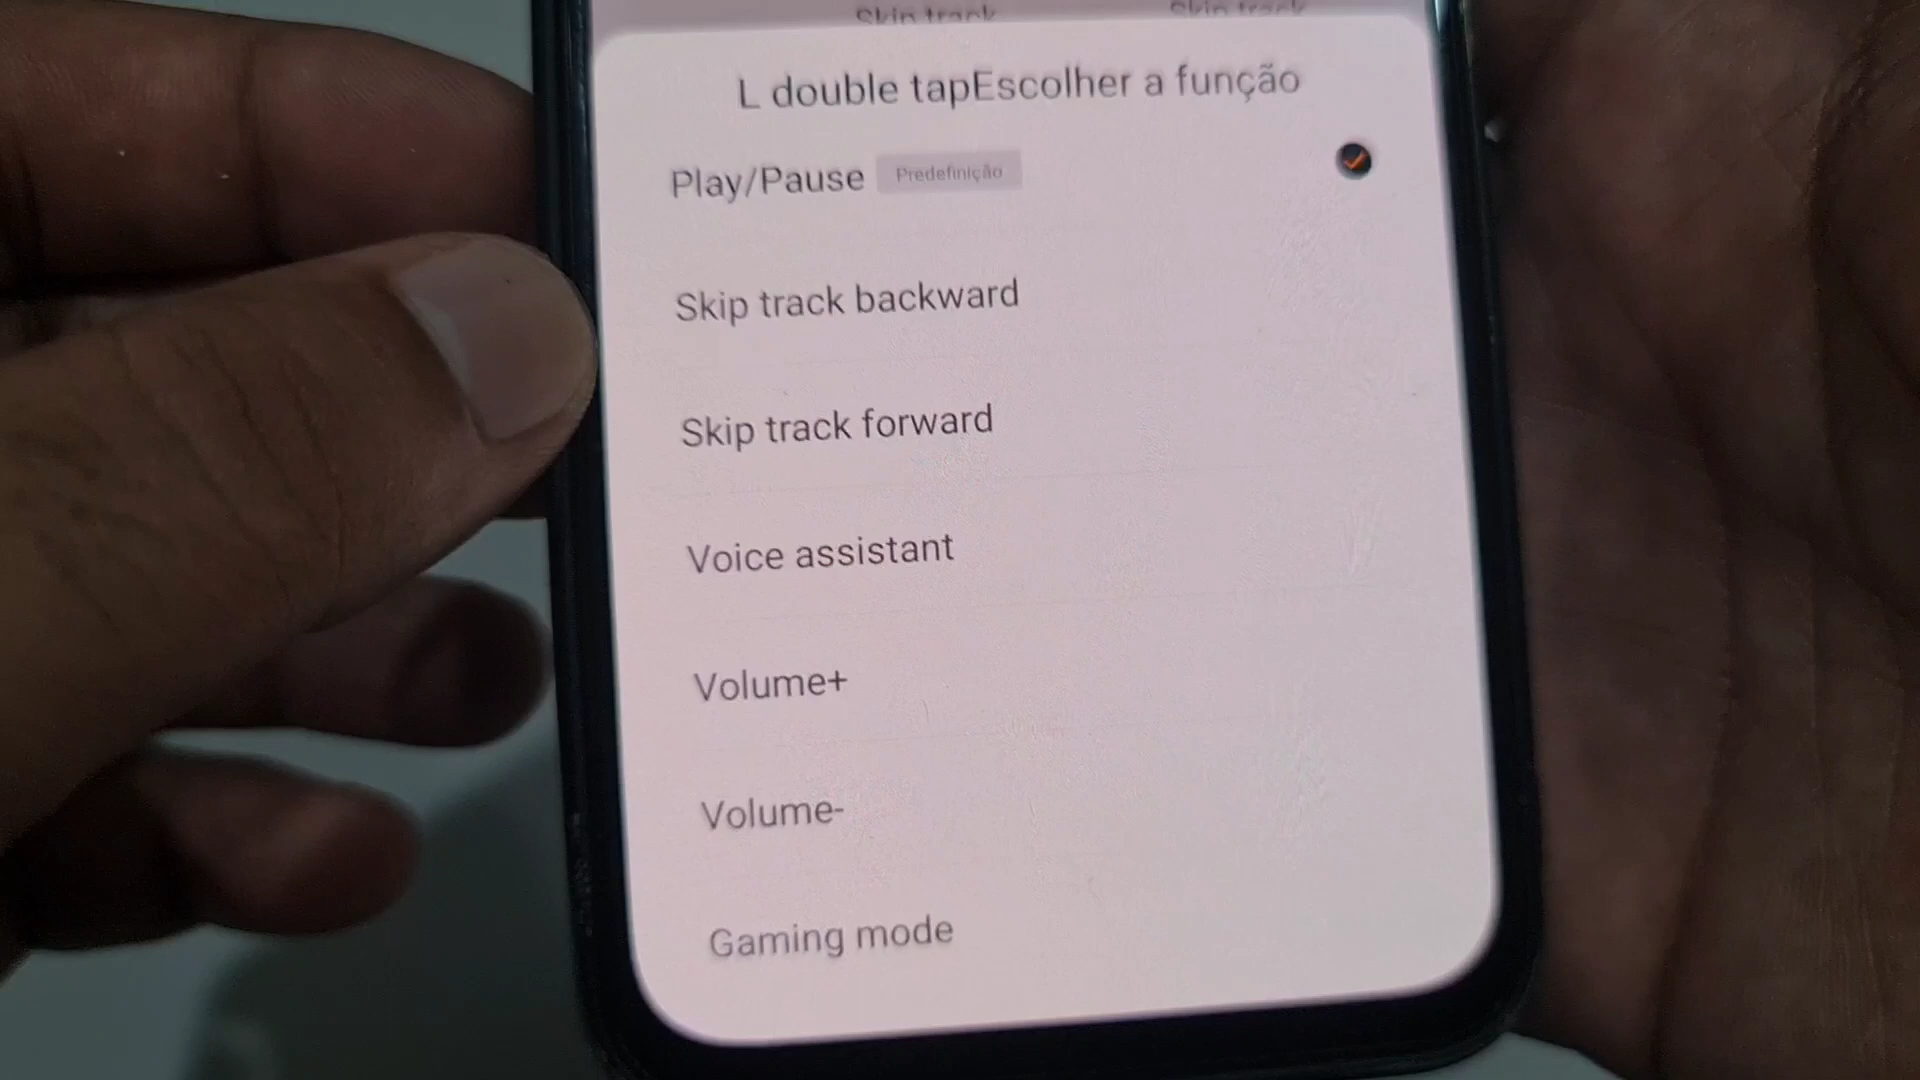 Skip track Skip track
L double tapEscolher a função
Play/Pause Predefinição
Skip track backward
Skip track forward
Voice assistant
Volume+
Volume-
Gaming mode